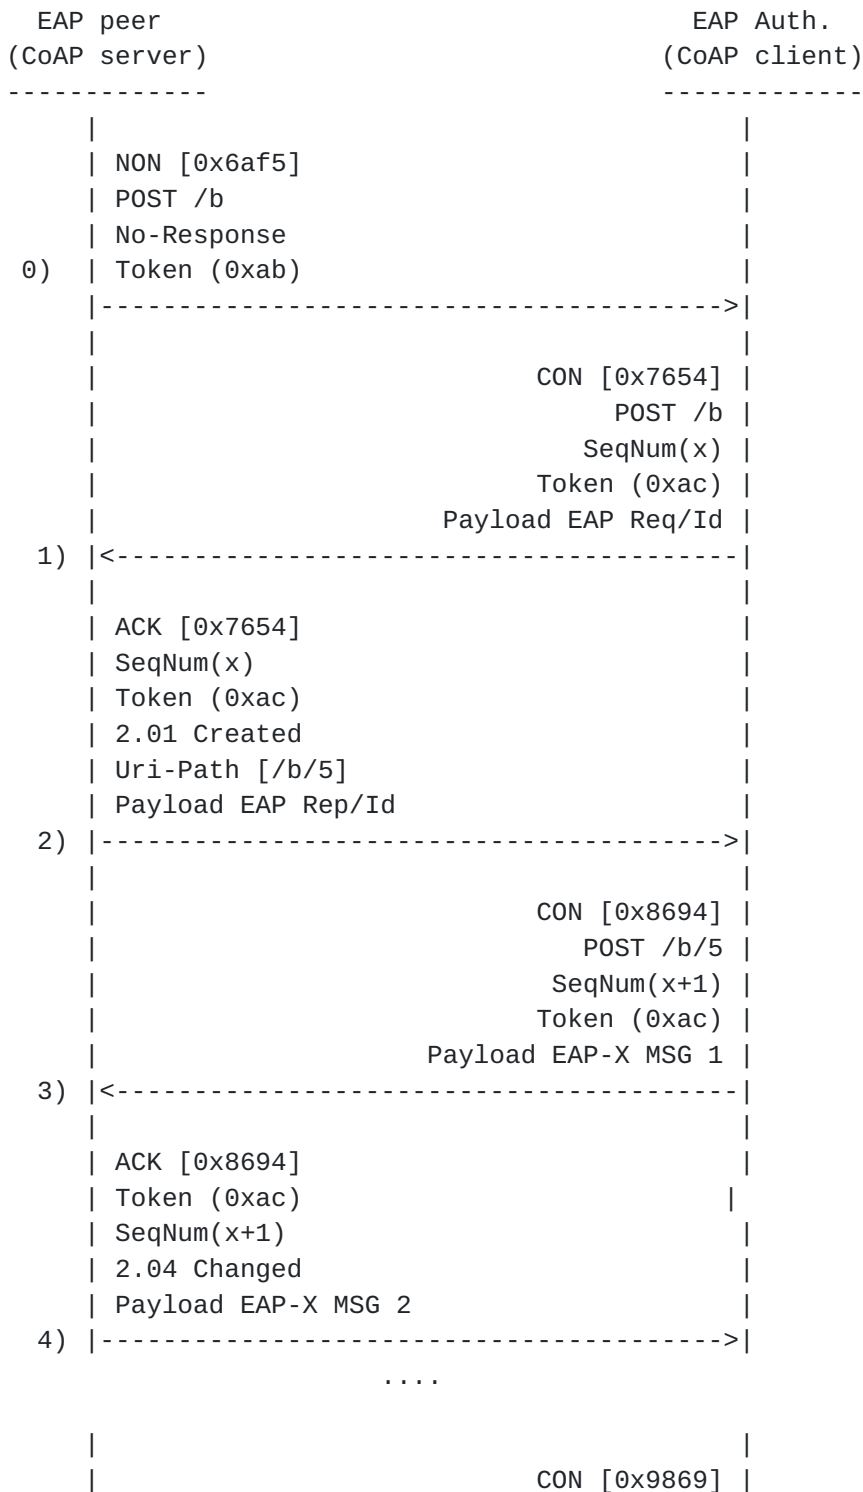 EAP peer                                  EAP Auth.
(CoAP server)                             (CoAP client)
-------------                             -------------
     |                                         |
     | NON [0x6af5]                            |
     | POST /b                                 |
     | No-Response                             |
 0)  | Token (0xab)                            |
     |---------------------------------------->|
     |                                         |
     |                            CON [0x7654] |
     |                                 POST /b |
     |                               SeqNum(x) |
     |                            Token (0xac) |
     |                      Payload EAP Req/Id |
  1) |<----------------------------------------|
     |                                         |
     | ACK [0x7654]                            |
     | SeqNum(x)                               |
     | Token (0xac)                            |
     | 2.01 Created                            |
     | Uri-Path [/b/5]                         |
     | Payload EAP Rep/Id                      |
  2) |---------------------------------------->|
     |                                         |
     |                            CON [0x8694] |
     |                               POST /b/5 |
     |                             SeqNum(x+1) |
     |                            Token (0xac) |
     |                     Payload EAP-X MSG 1 |
  3) |<----------------------------------------|
     |                                         |
     | ACK [0x8694]                            |
     | Token (0xac)                           |
     | SeqNum(x+1)                             |
     | 2.04 Changed                            |
     | Payload EAP-X MSG 2                     |
  4) |---------------------------------------->|
                        ....

     |                                         |
     |                            CON [0x9869] |